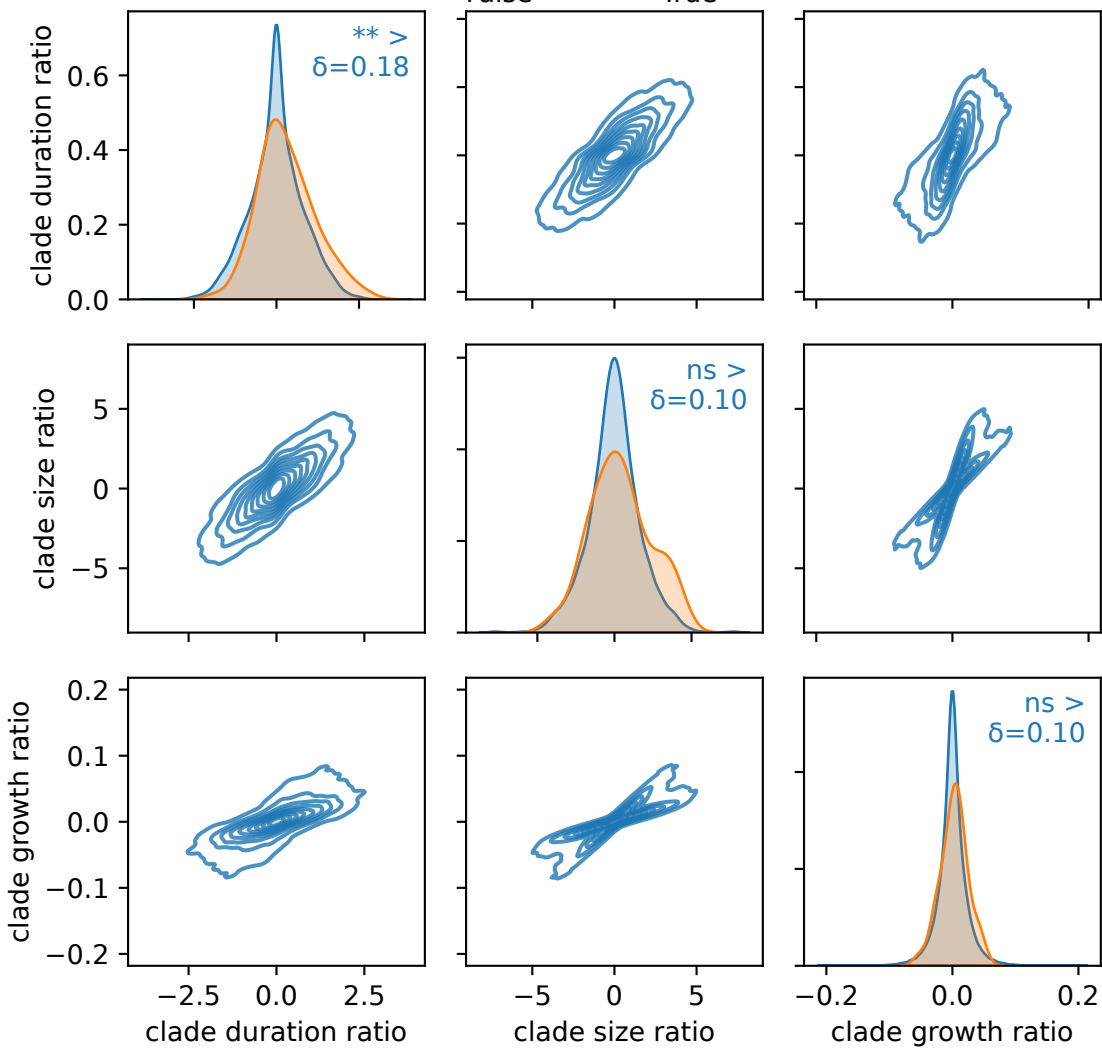 False True
clade duration ratio
0.6
0.4
0.2
0.0
** >
δ=0.18
clade size ratio
5
0
−5
ns >
δ=0.10
clade growth ratio
0.2
0.1
0.0
−0.1
−0.2
ns >
δ=0.10
−2.5 0.0 2.5
−5 0 5
−0.2 0.0 0.2
clade duration ratio
clade size ratio
clade growth ratio